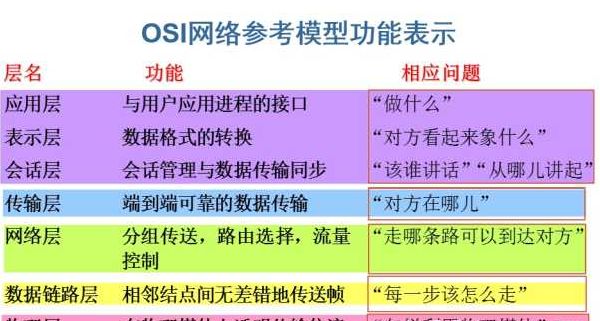 OSI网络参考模型功能表示
层名 功能 相应问题
应用层 与用户应用进程的接口 “做什么”
表示层 数据格式的转换 “对方看起来象什么”
会话层 会话管理与数据传输同步 “该谁讲话”“从哪儿讲起”
传输层 端到端可靠的数据传输 “对方在哪儿”
网络层 分组传送，路由选择，流量 “走哪条路可以到达对方”
控制
数据链路层 相邻结点间无差错地传送帧 “每一步该怎么走”